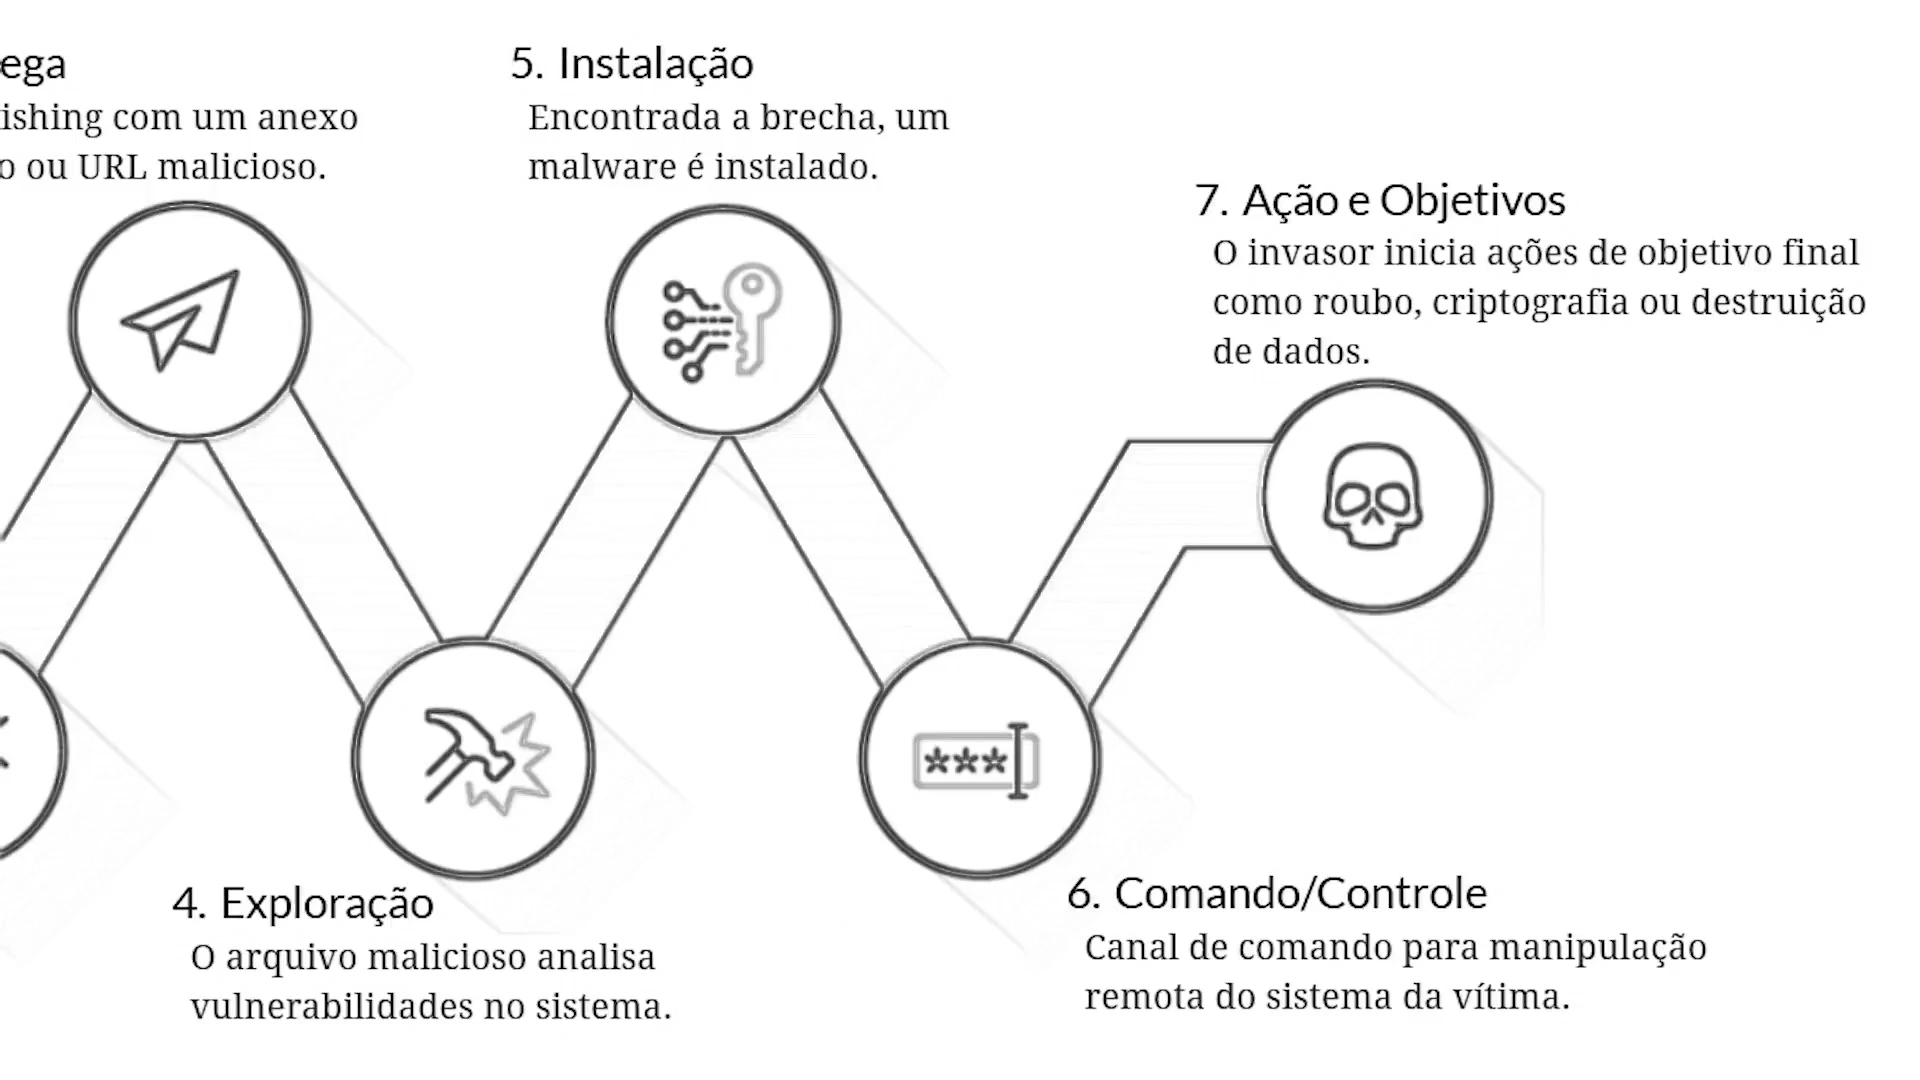 ega
ishing com um anexo
o ou URL malicioso.
5. Instalação
Encontrada a brecha, um
malware é instalado.
7. Ação e Objetivos
O invasor inicia ações de objetivo final
como roubo, criptografia ou destruição
de dados.
***
4. Exploração
O arquivo malicioso analisa
vulnerabilidades no sistema.
6. Comando/Controle
Canal de comando para manipulação
remota do sistema da vítima.